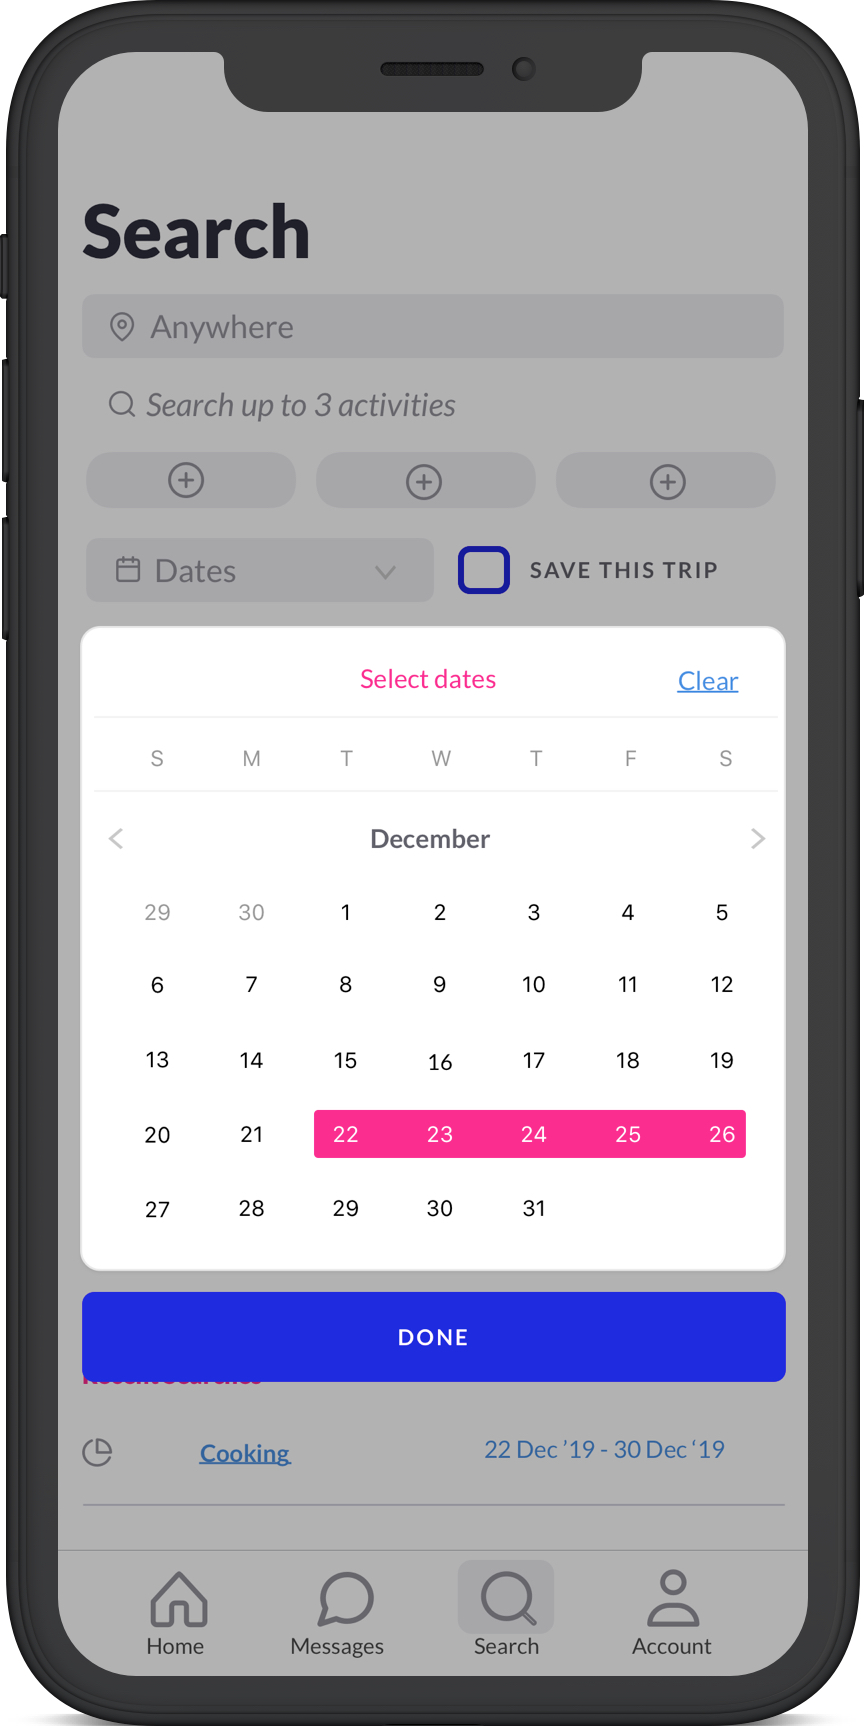 Search
Anywhere
Search up to 3 activities
Dates
SAVE THIS TRIP
Select dates Clear
S M T W T F S
December
29 30 1 2 3 4 5
6 7 8 9 10 11 12
13 14 15 16 17 18 19
20 21 22 23 24 25 26
27 28 29 30 31
DONE
Recent Searches
Cooking 22 Dec ’19 - 30 Dec ‘19
Home Messages Search Account